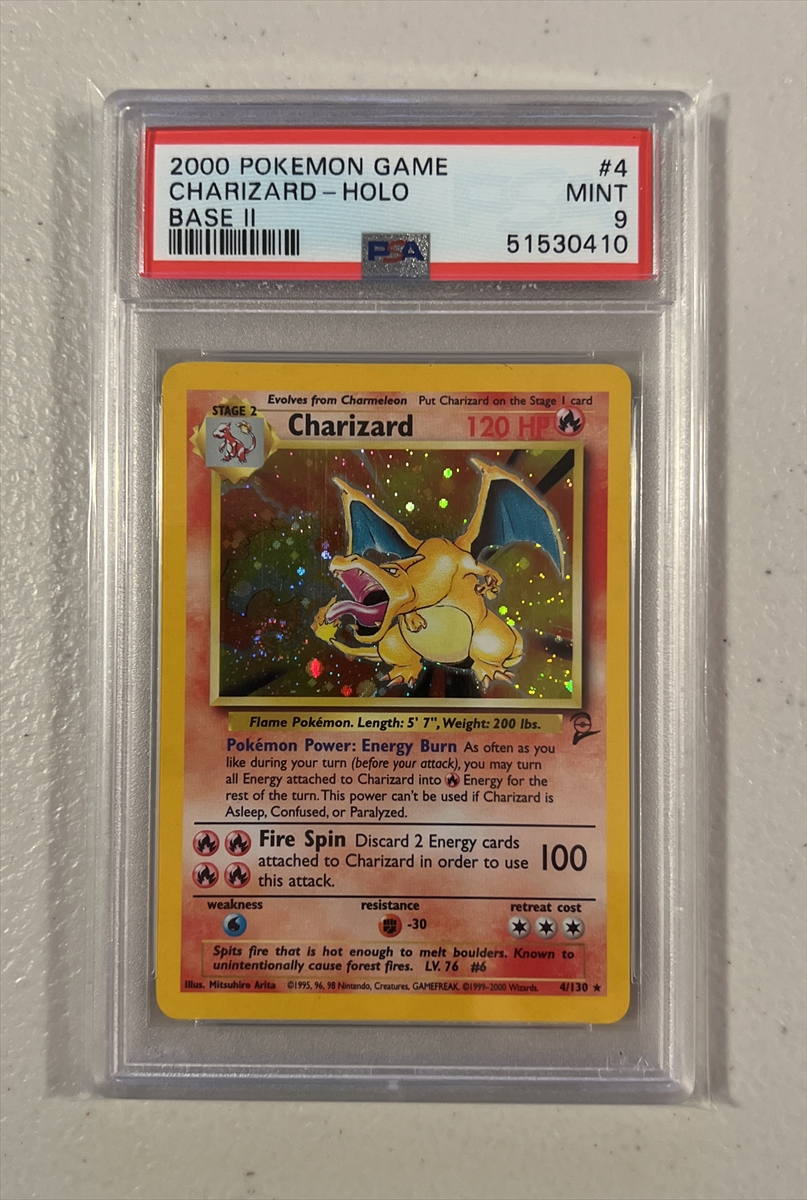 2000 POKEMON GAME #4
CHARIZARD – HOLO MINT
BASE II 9
PSA 51530410
Evolves from Charmeleon Put Charizard on the Stage 1 card
STAGE 2
Charizard 120 HP
Flame Pokémon. Length: 5' 7", Weight: 200 lbs.
Pokémon Power: Energy Burn As often as you
like during your turn (before your attack), you may turn
all Energy attached to Charizard into Energy for the
rest of the turn. This power can't be used if Charizard is
Asleep, Confused, or Paralyzed.
Fire Spin Discard 2 Energy cards
attached to Charizard in order to use 100
this attack.
weakness resistance retreat cost
-30
Spits fire that is hot enough to melt boulders. Known to
unintentionally cause forest fires. LV. 76 #6
Illus. Mitsuhiro Arita ©1995, 96, 98 Nintendo, Creatures, GAMEFREAK. ©1999-2000 Wizards. 4/130 ★